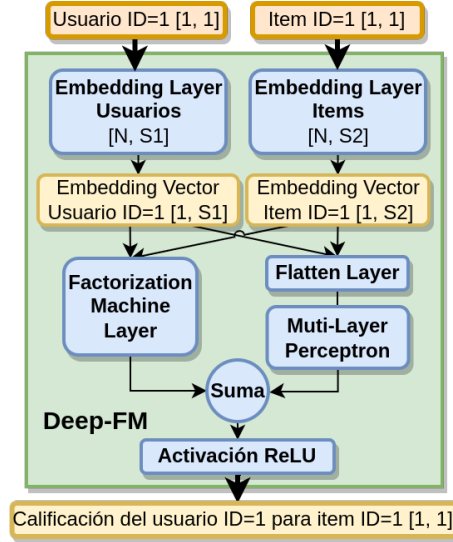 Usuario ID=1 [1, 1]
Item ID=1 [1, 1]
Embedding Layer
Usuarios
[N, S1]
Embedding Layer
Items
[N, S2]
Embedding Vector
Usuario ID=1 [1, S1]
Embedding Vector
Item ID=1 [1, S2]
Factorization
Machine
Layer
Flatten Layer
Muti-Layer
Perceptron
Suma
Deep-FM
Activación ReLU
Calificación del usuario ID=1 para item ID=1 [1, 1]